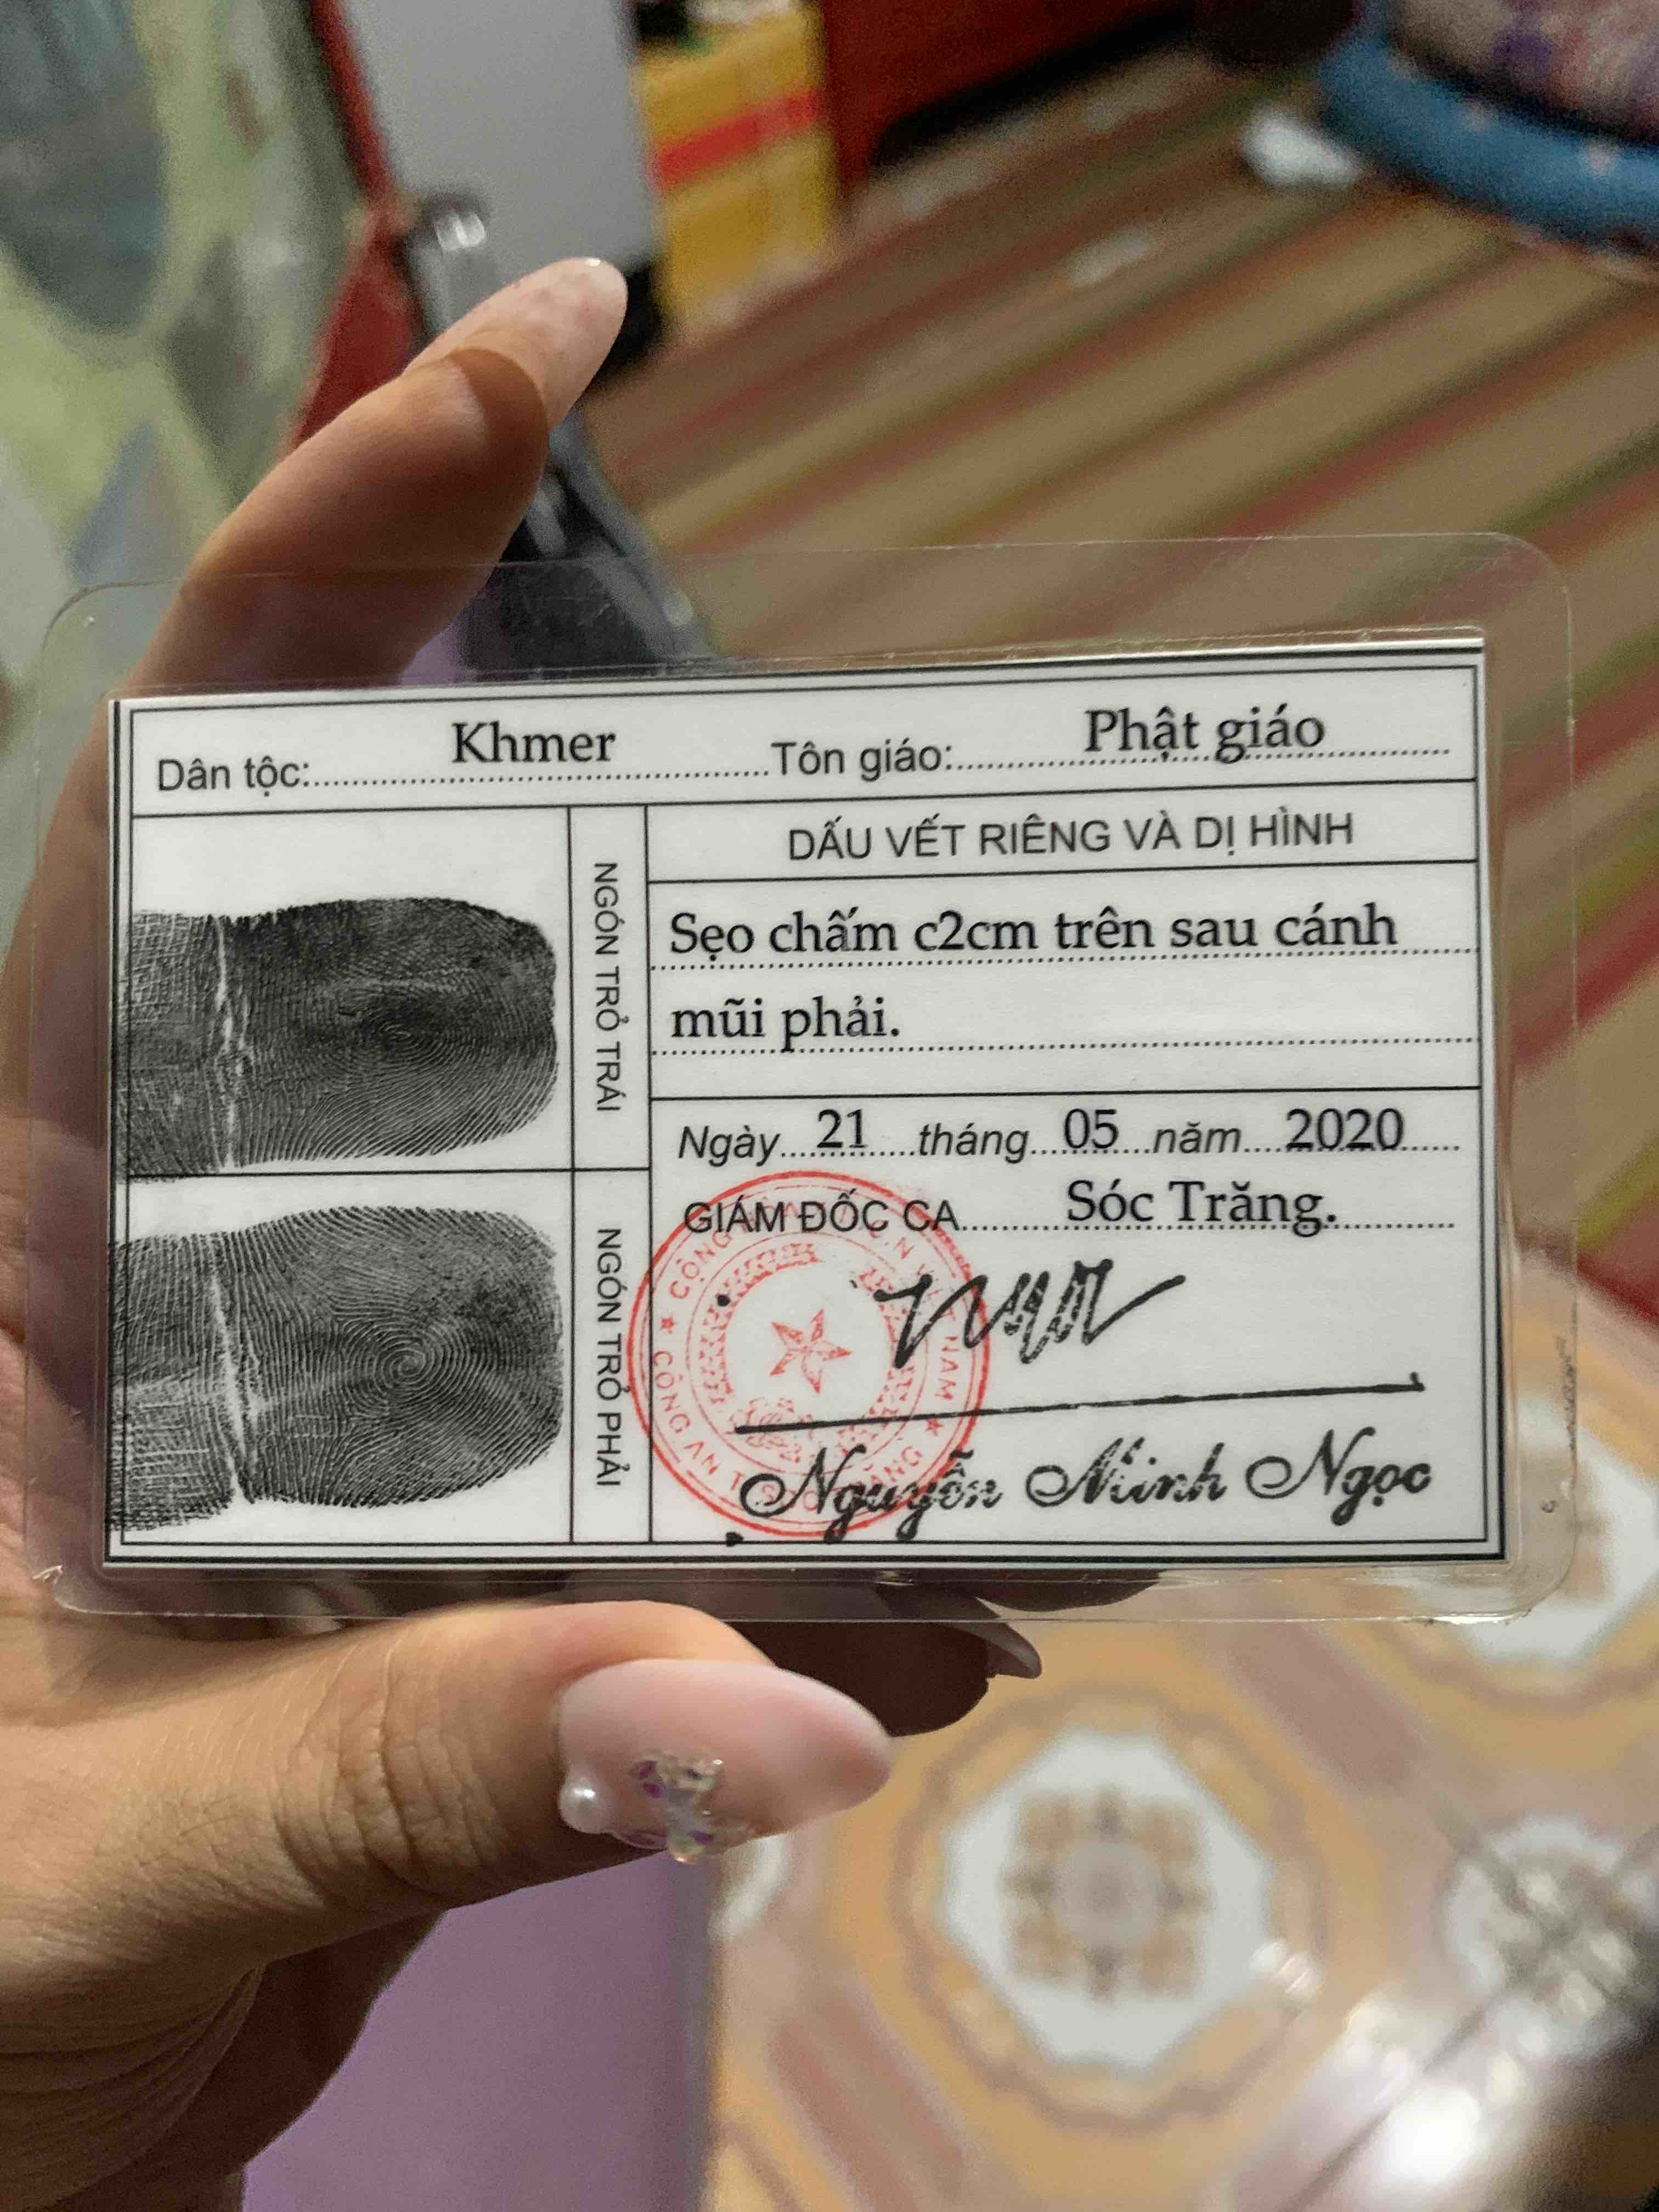 Dân tộc: Khmer Tôn giáo: Phật giáo
NGÓN TRỎ TRÁI
NGÓN TRỎ PHẢI
DẤU VẾT RIÊNG VÀ DỊ HÌNH
Sẹo chấm c2cm trên sau cánh
mũi phải.
Ngày 21 tháng 05 năm 2020
GIÁM ĐỐC CA Sóc Trăng.
Nguyễn Minh Ngọc